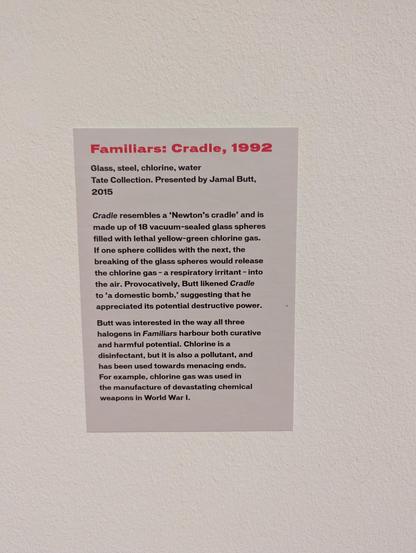 Familiars: Cradle, 1992
Glass, steel, chlorine, water
Tate Collection. Presented by Jamal Butt,
2015
Cradle resembles a ‘Newton’s cradle’ and is
made up of 18 vacuum-sealed glass spheres
filled with lethal yellow-green chlorine gas.
If one sphere collides with the next, the
breaking of the glass spheres would release
the chlorine gas – a respiratory irritant – into
the air. Provocatively, Butt likened Cradle
to ‘a domestic bomb,’ suggesting that he
appreciated its potential destructive power.
Butt was interested in the way all three
halogens in Familiars harbour both curative
and harmful potential. Chlorine is a
disinfectant, but it is also a pollutant, and
has been used towards menacing ends.
For example, chlorine gas was used in
the manufacture of devastating chemical
weapons in World War I.